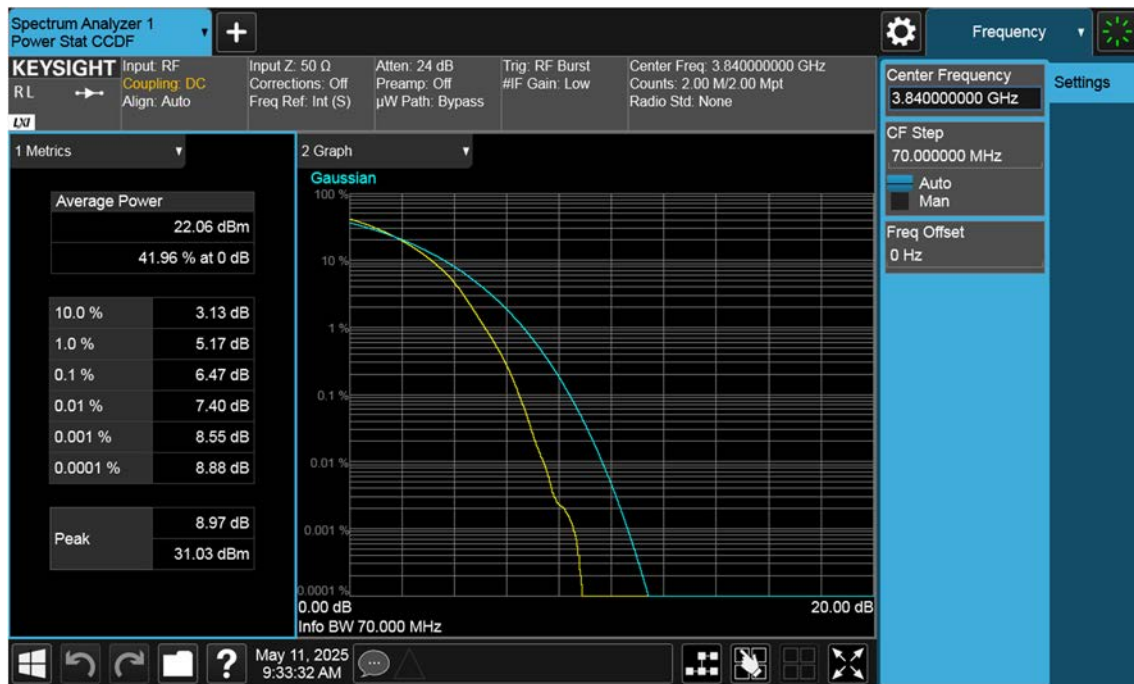 Spectrum Analyzer 1
Power Stat CCDF
Frequency
KEYSIGHT
RL
LXI
Input: RF
Coupling: DC
Align: Auto
Input Z: 50 Ω
Corrections: Off
Freq Ref: Int (S)
Atten: 24 dB
Preamp: Off
µW Path: Bypass
Trig: RF Burst
#IF Gain: Low
Center Freq: 3.840000000 GHz
Counts: 2.00 M/2.00 Mpt
Radio Std: None
Center Frequency
3.840000000 GHz
Settings
CF Step
70.000000 MHz
Auto
Man
Freq Offset
0 Hz
1 Metrics
Average Power
22.06 dBm
41.96 % at 0 dB
10.0 % 3.13 dB
1.0 % 5.17 dB
0.1 % 6.47 dB
0.01 % 7.40 dB
0.001 % 8.55 dB
0.0001 % 8.88 dB
Peak
8.97 dB
31.03 dBm
2 Graph
Gaussian
100 %
10 %
1 %
0.1 %
0.01 %
0.001 %
0.0001 %
0.00 dB
20.00 dB
Info BW 70.000 MHz
?
May 11, 2025
9:33:32 AM